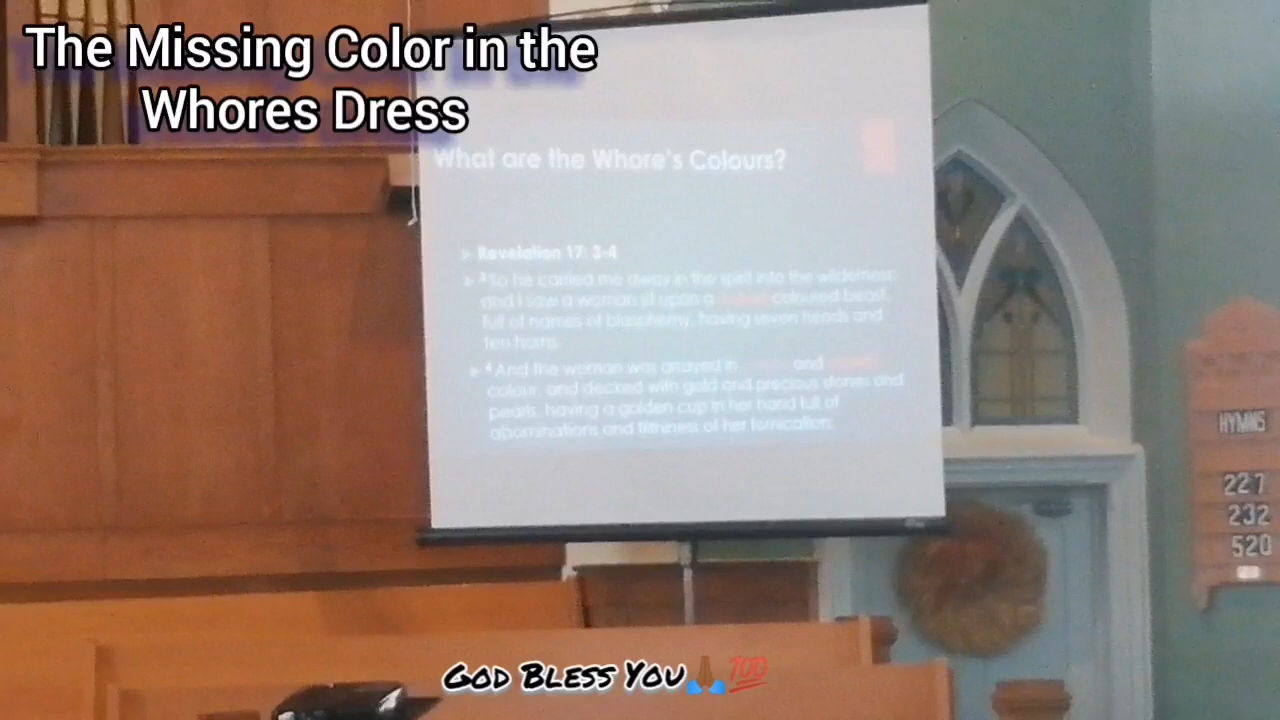 The Missing Color in the
Whores Dress
What are the Whore's Colours?
Revelation 17: 3-4
3 So he carried me away in the spirit into the wilderness:
and I saw a woman sit upon a coloured beast,
full of names of blasphemy, having seven heads and
ten horns.
4 And the woman was arrayed in and
colour, and decked with gold and precious stones and
pearls, having a golden cup in her hand full of
abominations and filthiness of her fornication:
HYMNS
227
232
520
God Bless You🙏🏾💯